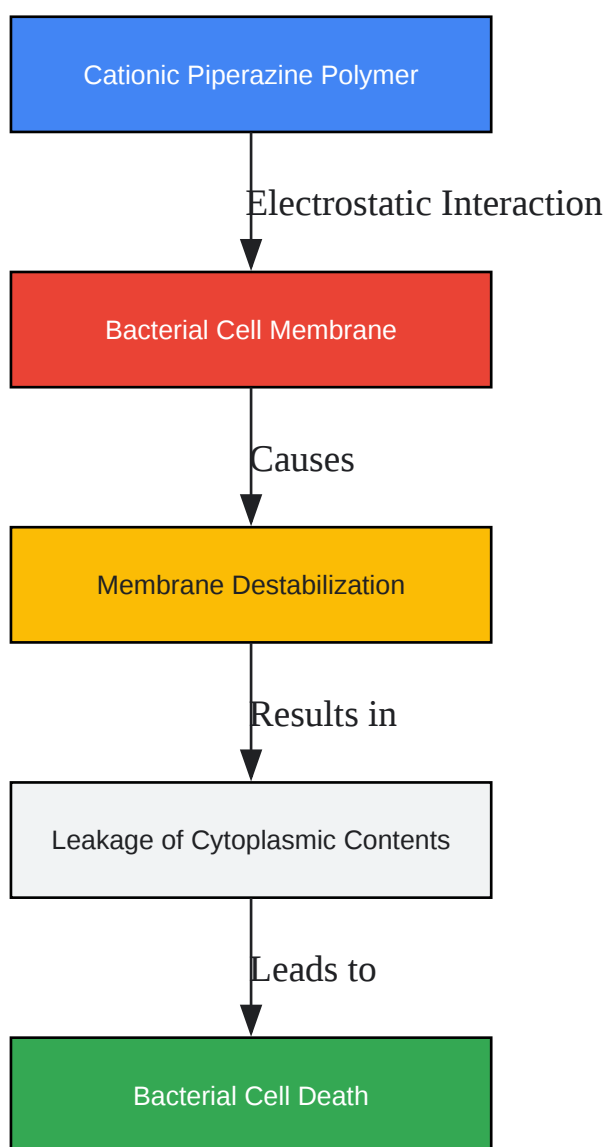 Cationic Piperazine Polymer
Electrostatic Interaction
Bacterial Cell Membrane
Causes
Membrane Destabilization
Results in
Leakage of Cytoplasmic Contents
Leads to
Bacterial Cell Death